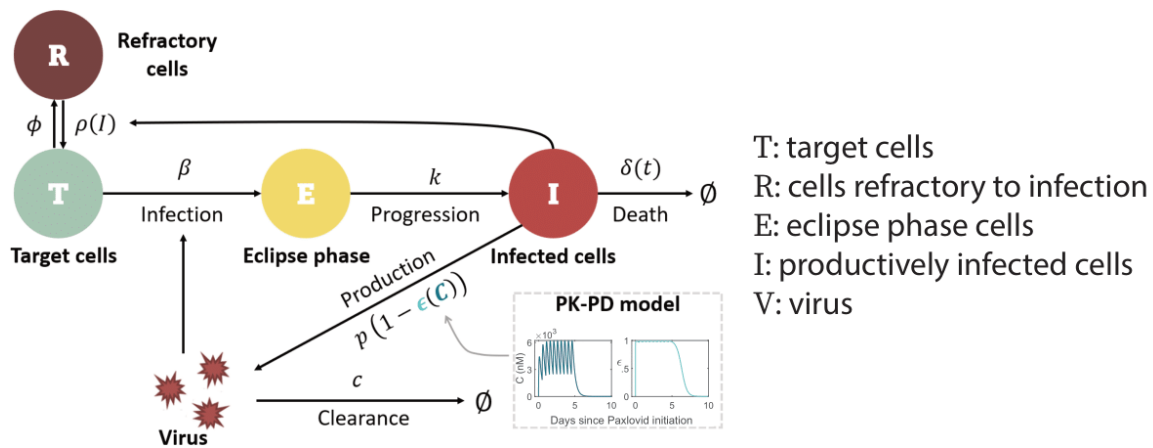 R
Refractory
cells
ϕ
ρ(I)
T
Target cells
β
Infection
E
Eclipse phase
k
Progression
I
Infected cells
δ(t)
Death
∅
Production
p (1 − ϵ(C))
Virus
c
Clearance
∅
PK-PD model
×10³
6
3
0
C (nM)
0 5 10
1
.5
0
ϵ
0 5 10
Days since Paxlovid initiation
T: target cells
R: cells refractory to infection
E: eclipse phase cells
I: productively infected cells
V: virus